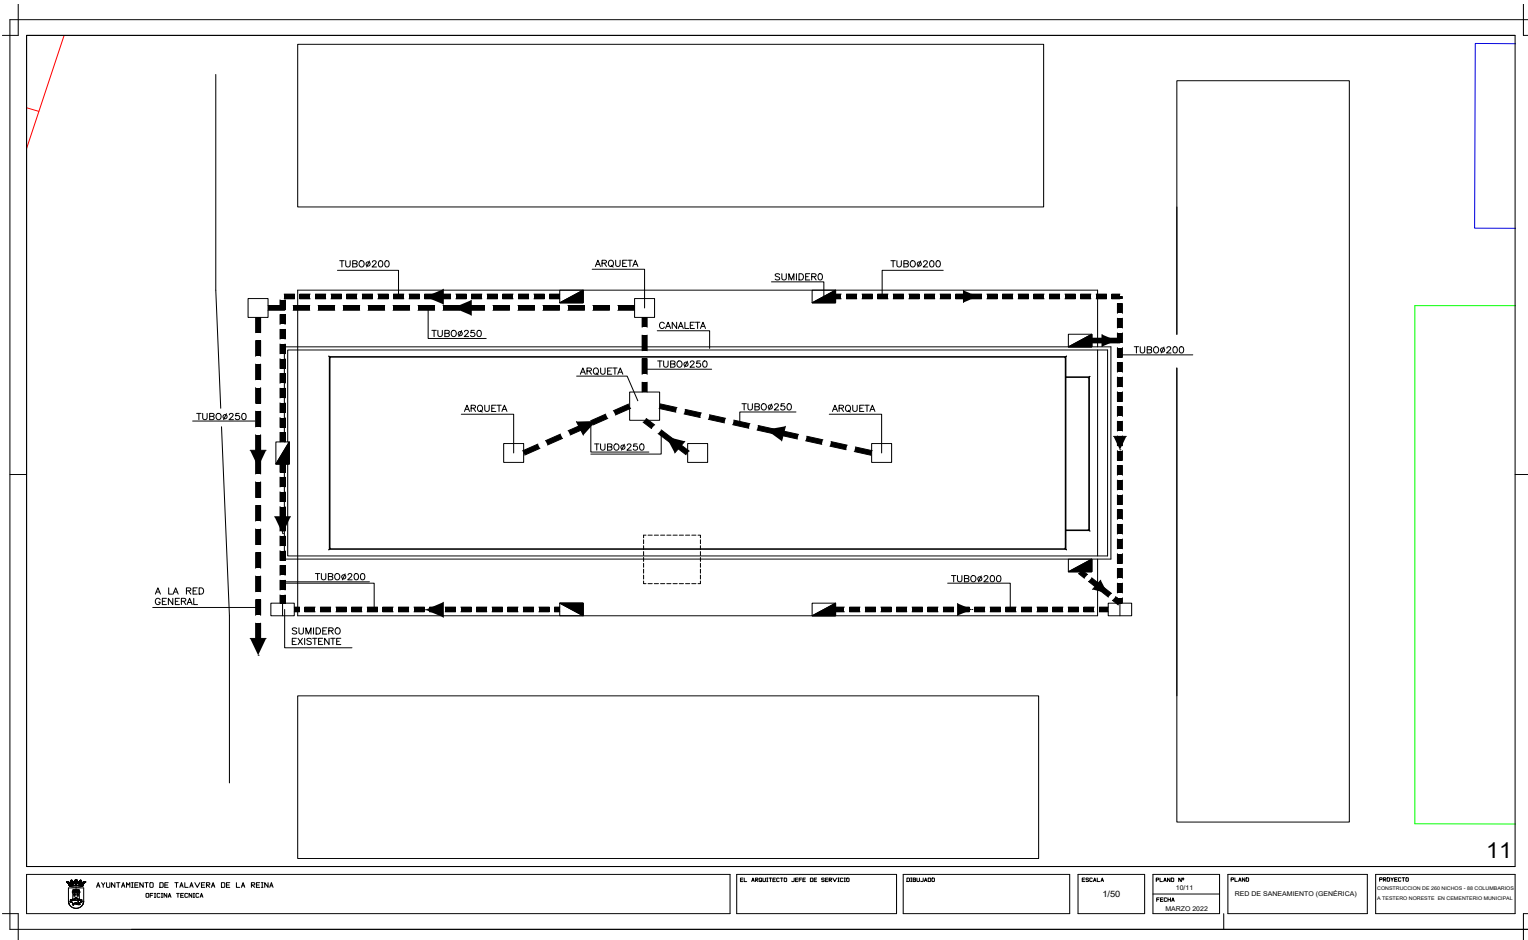 TUBOø200
ARQUETA
SUMIDERO
TUBOø200
TUBOø250
CANALETA
TUBOø200
TUBOø250
ARQUETA
ARQUETA
TUBOø250
ARQUETA
TUBOø250
TUBOø250
TUBOø200
TUBOø200
A LA RED
GENERAL
SUMIDERO
EXISTENTE
11
AYUNTAMIENTO DE TALAVERA DE LA REINA
OFICINA TECNICA
EL ARQUITECTO JEFE DE SERVICIO
DIBUJADO
ESCALA
1/50
PLANO Nº
10/11
FECHA
MARZO 2022
PLANO
RED DE SANEAMIENTO (GENÉRICA)
PROYECTO
CONSTRUCCION DE 260 NICHOS - 88 COLUMBARIOS
A TESTERO NORESTE EN CEMENTERIO MUNICIPAL